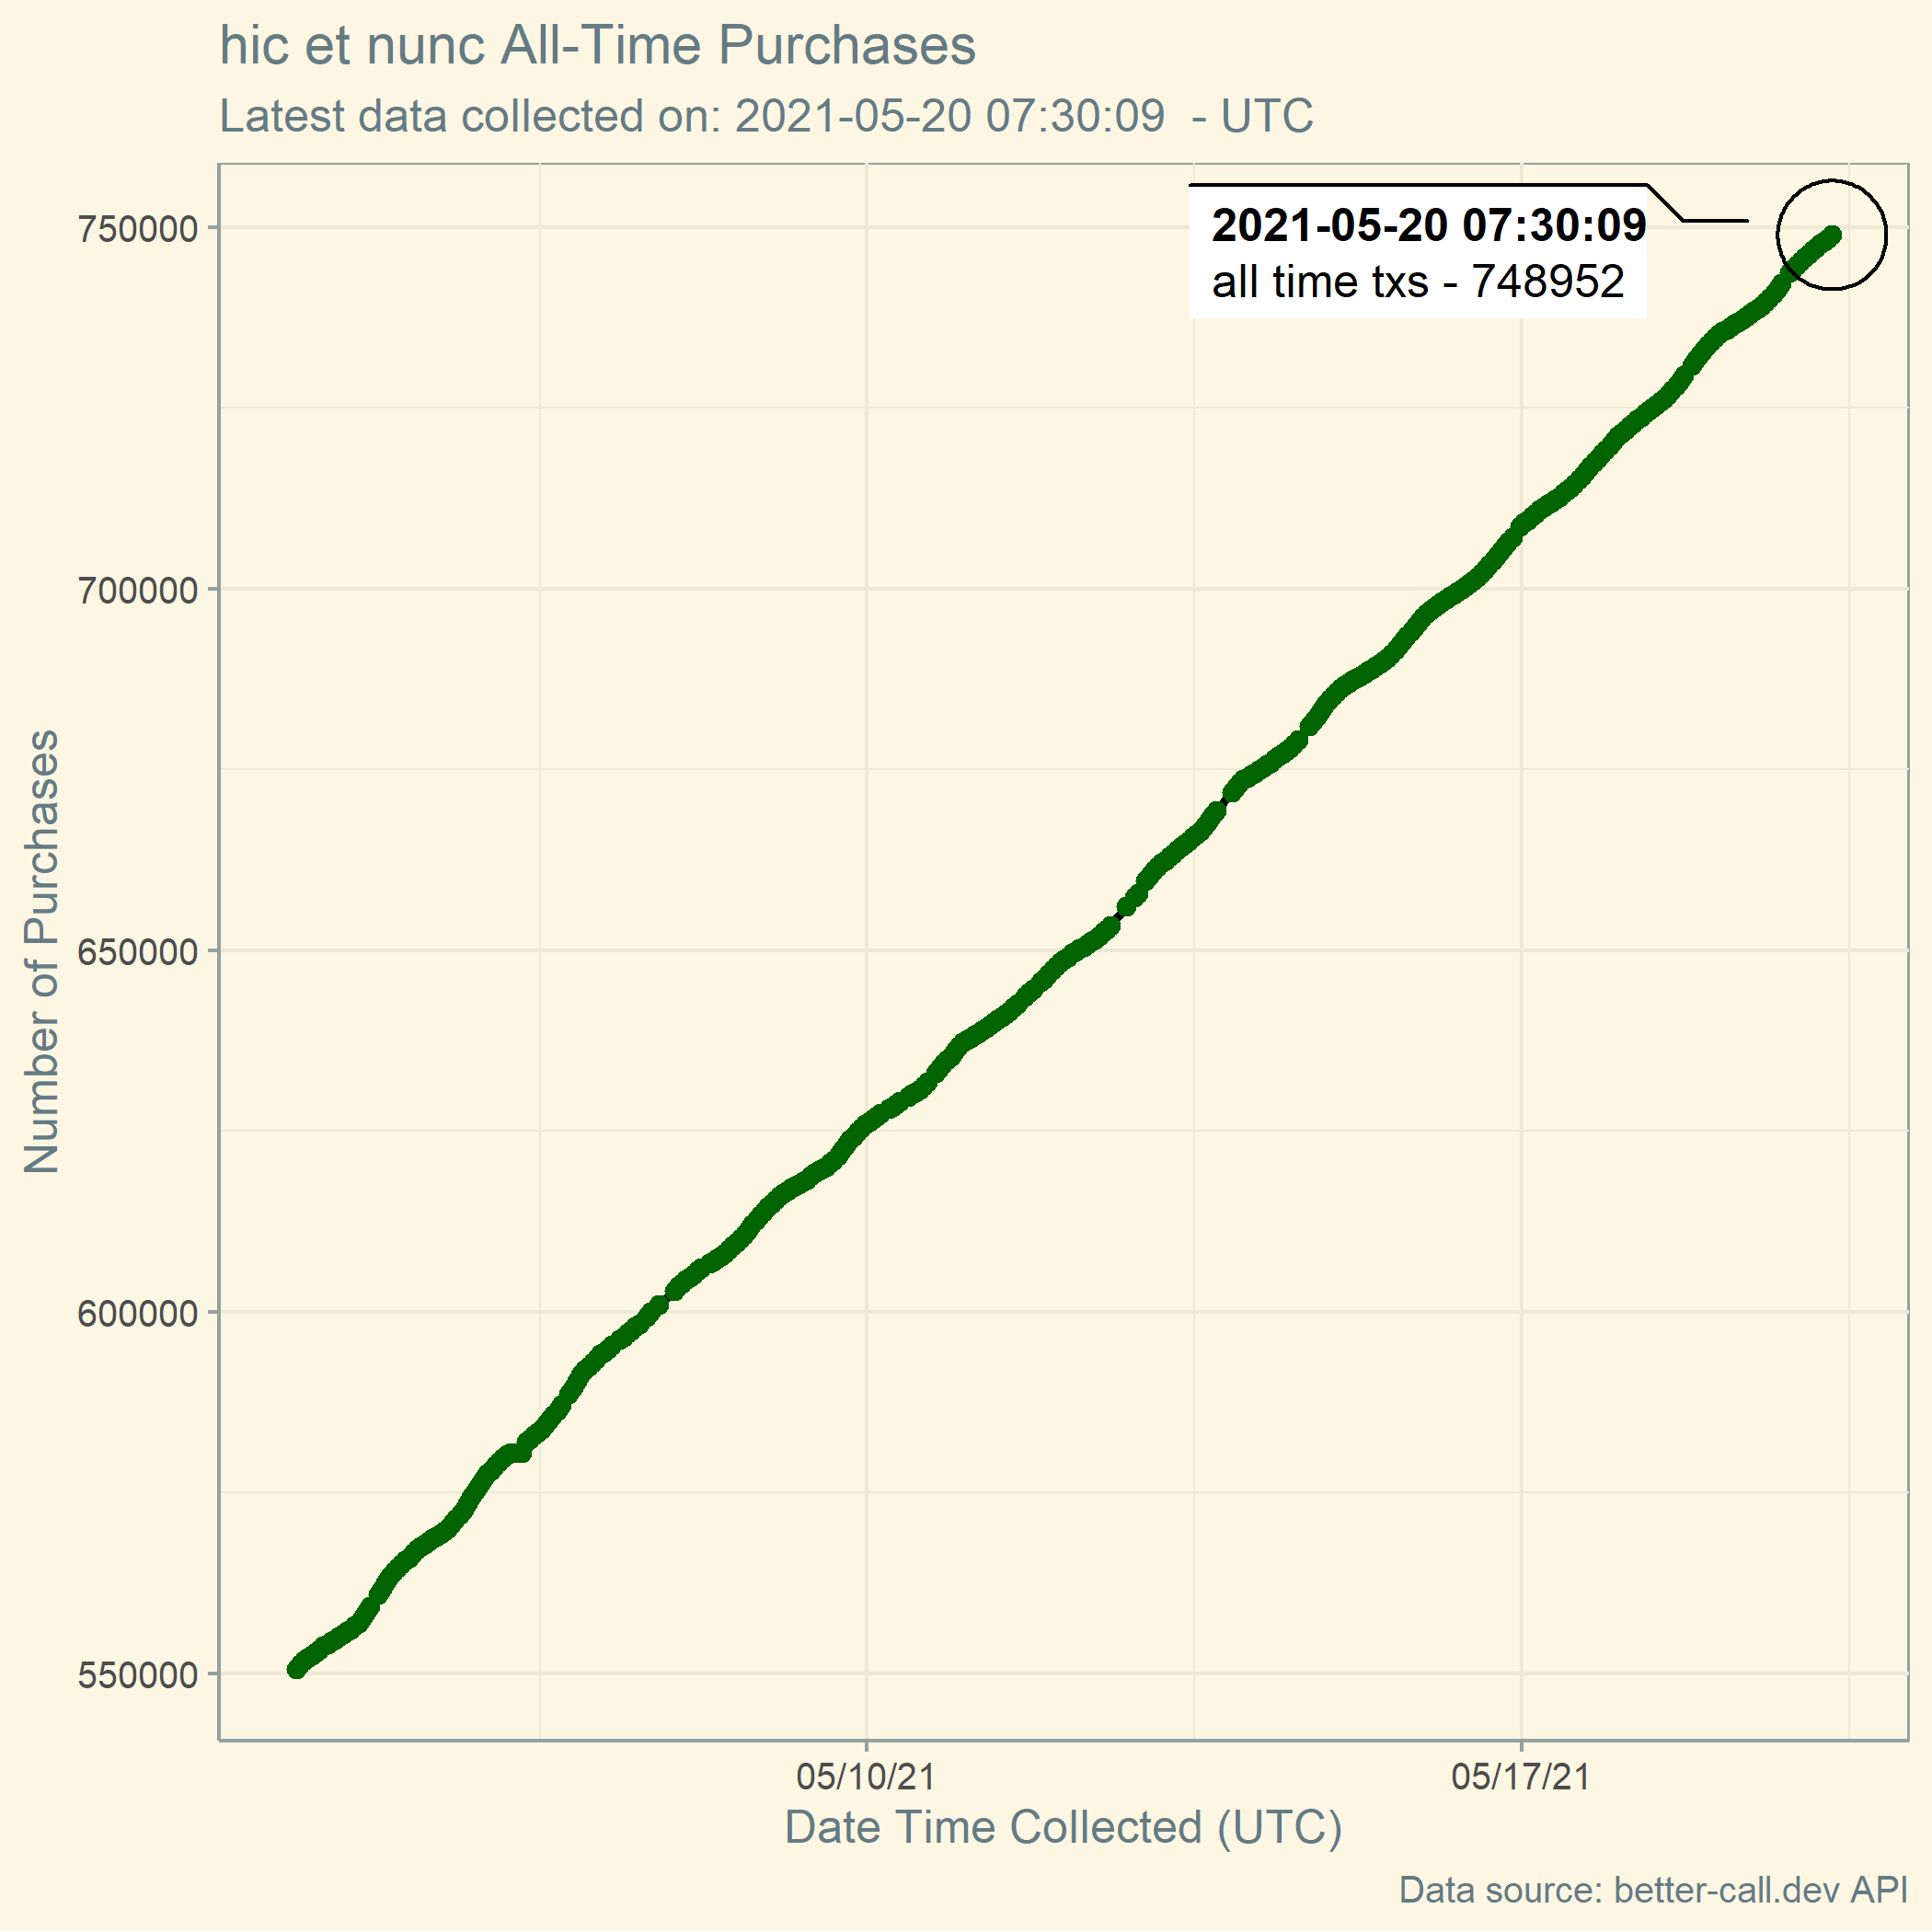 hic et nunc All-Time Purchases
Latest data collected on: 2021-05-20 07:30:09  - UTC
2021-05-20 07:30:09
all time txs - 748952
Number of Purchases
750000
700000
650000
600000
550000
05/10/21
05/17/21
Date Time Collected (UTC)
Data source: better-call.dev API